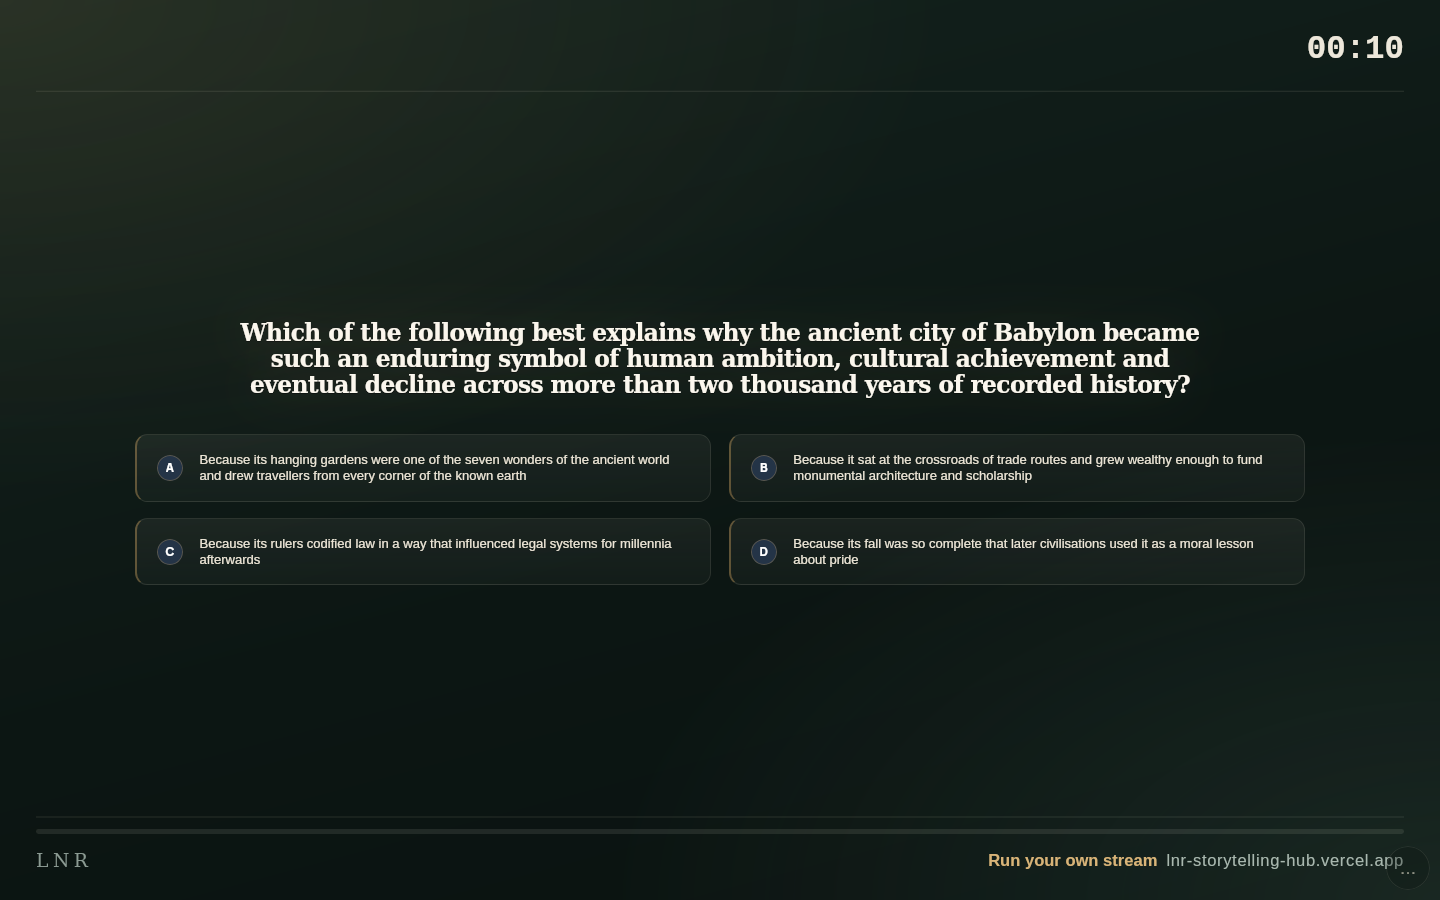 00:10
Which of the following best explains why the ancient city of Babylon became
such an enduring symbol of human ambition, cultural achievement and
eventual decline across more than two thousand years of recorded history?
A
Because its hanging gardens were one of the seven wonders of the ancient world
and drew travellers from every corner of the known earth
B
Because it sat at the crossroads of trade routes and grew wealthy enough to fund
monumental architecture and scholarship
C
Because its rulers codified law in a way that influenced legal systems for millennia
afterwards
D
Because its fall was so complete that later civilisations used it as a moral lesson
about pride
LNR
Run your own stream lnr-storytelling-hub.vercel.app
...